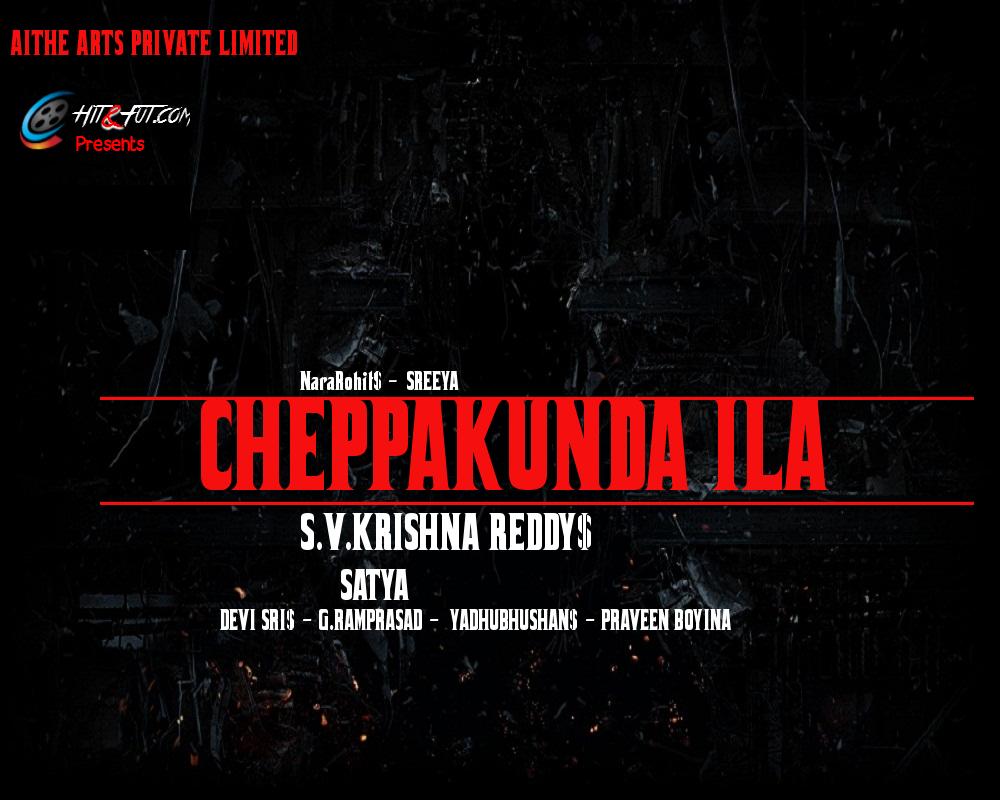 AITHE ARTS PRIVATE LIMITED
HIT&FUT.COM
Presents
NaraRohit$ - SREEYA
CHEPPAKUNDA ILA
S.V.KRISHNA REDDY$
SATYA
DEVI SRI$ - G.RAMPRASAD - YADHUBHUSHAN$ - PRAVEEN BOYINA